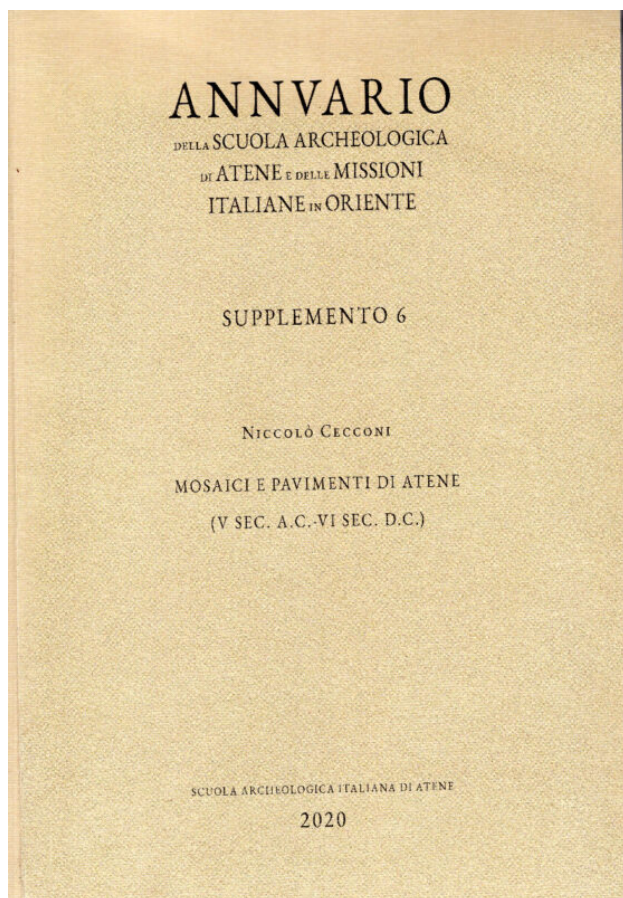 ANNVARIO
DELLA SCUOLA ARCHEOLOGICA
DI ATENE E DELLE MISSIONI
ITALIANE IN ORIENTE
SUPPLEMENTO 6
NICCOLÒ CECCONI
MOSAICI E PAVIMENTI DI ATENE
(V SEC. A.C.-VI SEC. D.C.)
SCUOLA ARCHEOLOGICA ITALIANA DI ATENE
2020